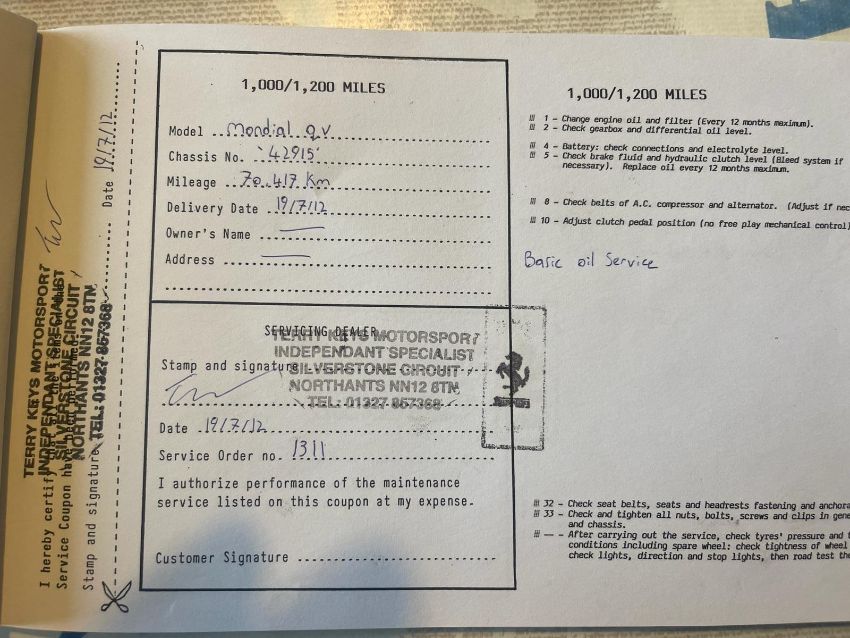 1,000/1,200 MILES
Model Mondial qv
Chassis No. '42915'
Mileage 70.417 Km
Delivery Date 19/7/12
Owner's Name
Address
SERVICING DEALER
TERRY KEYS MOTORSPORT
INDEPENDANT SPECIALIST
Stamp and signature
SILVERSTONE CIRCUIT
NORTHANTS NN12 8TN
TEL: 01327 857368
Date 19/7/12
Service Order no. 1311
I authorize performance of the maintenance
service listed on this coupon at my expense.
Customer Signature
1,000/1,200 MILES
1 - Change engine oil and filter (Every 12 months maximum).
2 - Check gearbox and differential oil level.
4 - Battery: check connections and electrolyte level.
5 - Check brake fluid and hydraulic clutch level (Bleed system if
necessary). Replace oil every 12 months maximum.
8 - Check belts of A.C. compressor and alternator. (Adjust if nec
10 - Adjust clutch pedal position (no free play mechanical control)
Basic oil Service
32 - Check seat belts, seats and headrests fastening and anchora
33 - Check and tighten all nuts, bolts, screws and clips in gene
and chassis.
After carrying out the service, check tyres' pressure and
conditions including spare wheel: check tightness of wheel
check lights, direction and stop lights, then road test the
TERRY KEYS MOTORSPORT
INDEPENDANT SPECIALIST
SILVERSTONE CIRCUIT
NORTHANTS NN12 8TN
TEL: 01327 857368
I hereby certify
Service Coupon
Stamp and signature
Date 19/7/12